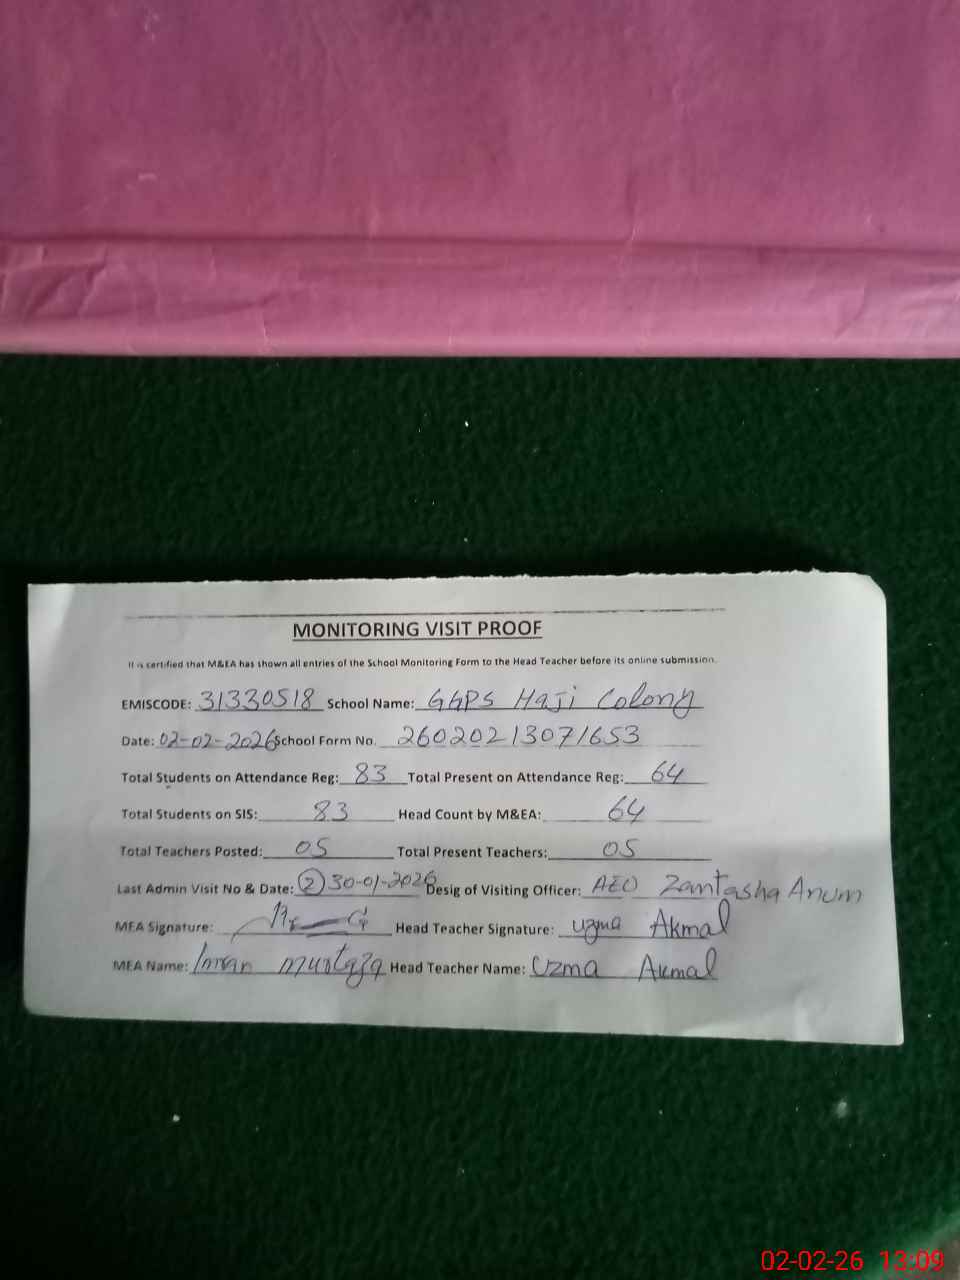 MONITORING VISIT PROOF
It is certified that M&EA has shown all entries of the School Monitoring Form to the Head Teacher before its online submission.
EMISCODE: 31330518 School Name: GGPS Haji Colony
Date: 02-02-2026 School Form No. 26020213071653
Total Students on Attendance Reg: 83 Total Present on Attendance Reg: 64
Total Students on SIS: 83 Head Count by M&EA: 64
Total Teachers Posted: 05 Total Present Teachers: 05
Last Admin Visit No & Date: (2) 30-01-2026 Desig of Visiting Officer: AEO Zantasha Anum
MEA Signature: Head Teacher Signature: Uzma Akmal
MEA Name: Imran Murtaza Head Teacher Name: Uzma Akmal
02-02-26 13:09